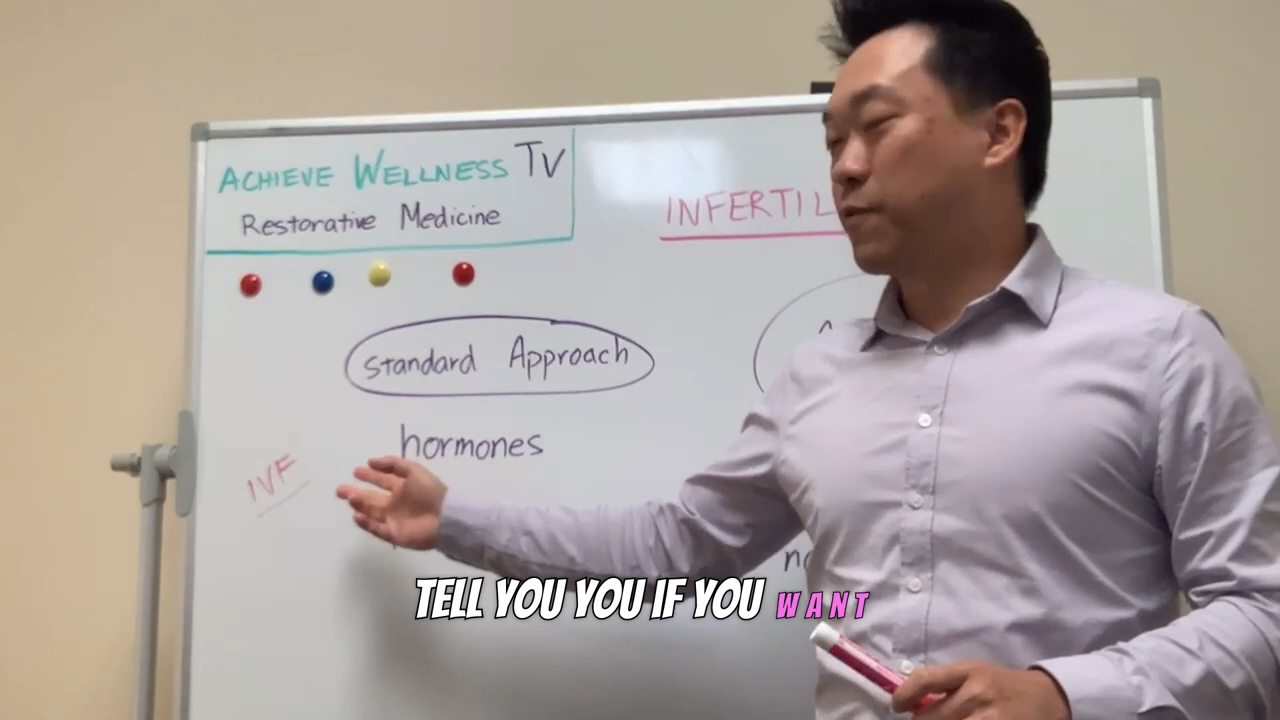 ACHIEVE WELLNESS TV
Restorative Medicine
INFERTIL
Standard Approach
hormones
IVF
TELL YOU YOU IF YOU WANT